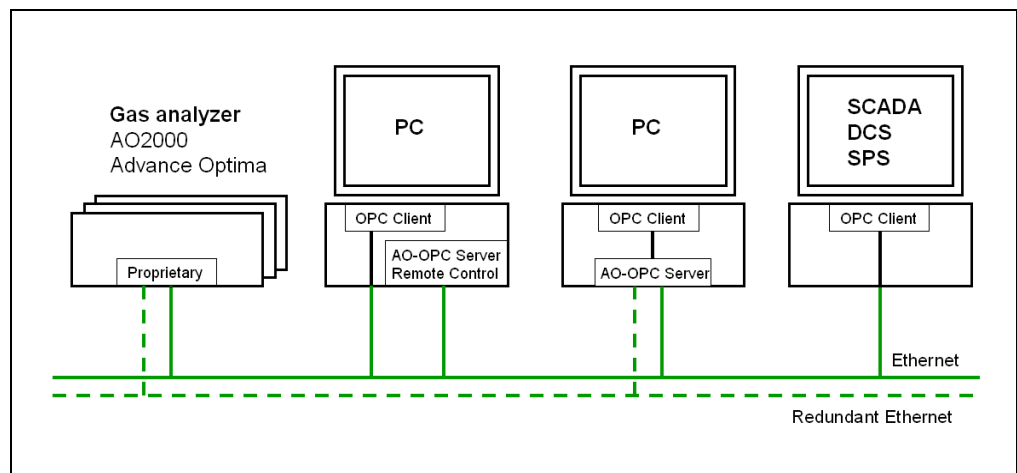 Gas analyzer
AO2000
Advance Optima
PC
PC
SCADA
DCS
SPS
OPC Client
OPC Client
OPC Client
AO-OPC Server
Remote Control
Proprietary
AO-OPC Server
Ethernet
Redundant Ethernet